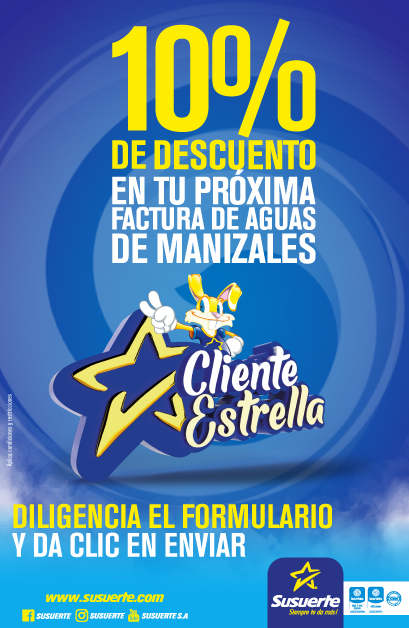 10%
DE DESCUENTO
EN TU PRÓXIMA
FACTURA DE AGUAS
DE MANIZALES
Cliente
Estrella
Aplica condiciones y restricciones
DILIGENCIA EL FORMULARIO
Y DA CLIC EN ENVIAR
www.susuerte.com
SUSUERTE
SUSUERTE
SUSUERTE S.A
Susuerte
Siempre te da más!